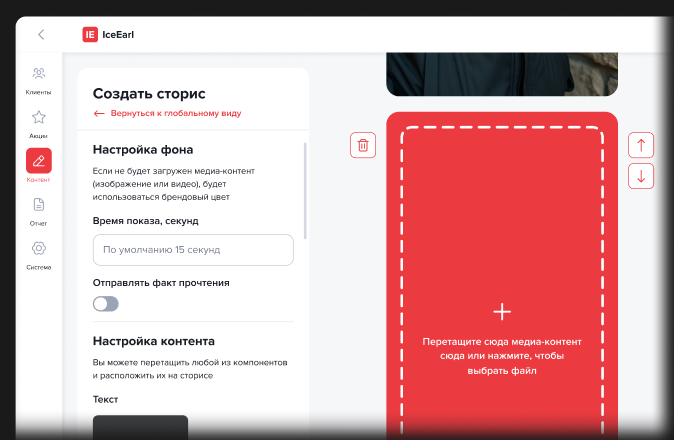 IE IceEarl
Клиенты
Акции
Контент
Отчет
Система
Создать сторис
Вернуться к глобальному виду
Настройка фона
Если не будет загружен медиа-контент
(изображение или видео), будет
использоваться брендовый цвет
Время показа, секунд
По умолчанию 15 секунд
Отправлять факт прочтения
Настройка контента
Вы можете перетащить любой из компонентов
и расположить их на сторисе
Текст
Перетащите сюда медиа-контент
сюда или нажмите, чтобы
выбрать файл